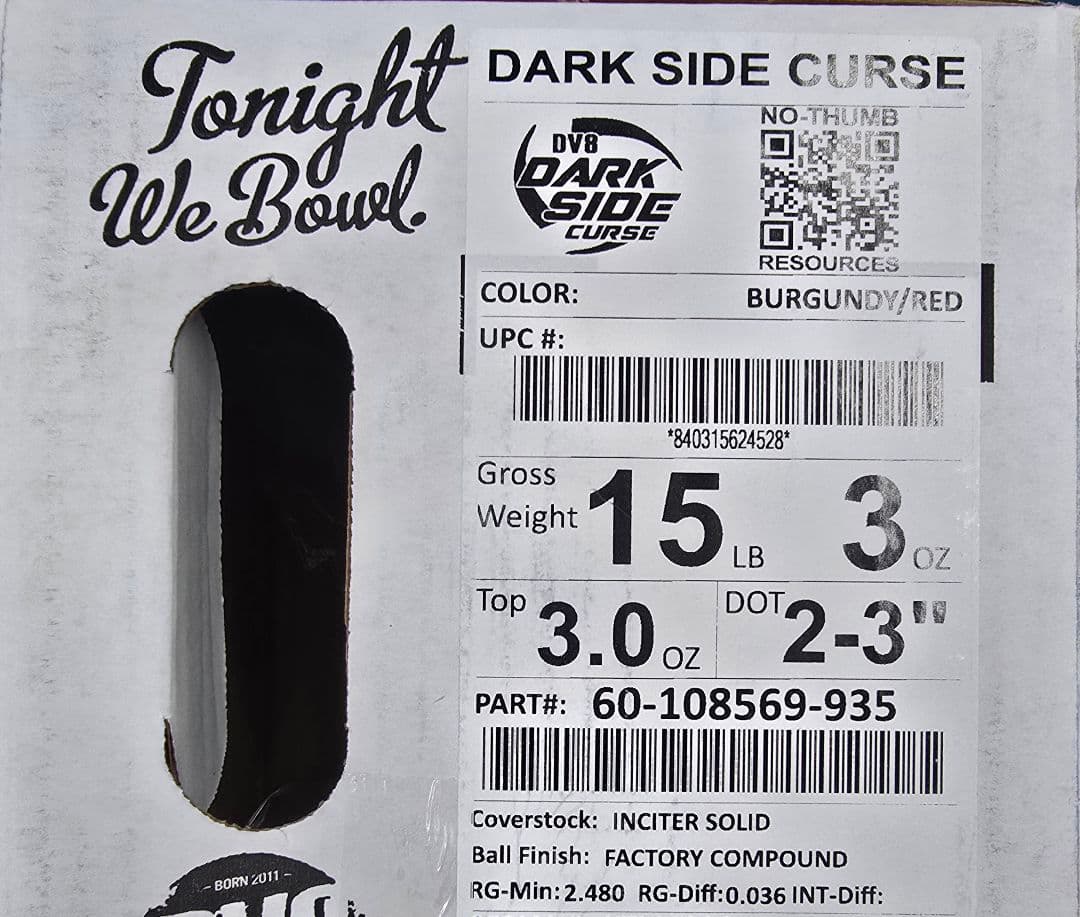 Tonight
We Bowl.
DARK SIDE CURSE
DV8
DARK
SIDE
CURSE
NO-THUMB
RESOURCES
COLOR: BURGUNDY/RED
UPC #:
*840315624528*
Gross
Weight 15 LB 3 OZ
Top 3.0 OZ DOT 2-3"
PART#: 60-108569-935
Coverstock: INCITER SOLID
Ball Finish: FACTORY COMPOUND
RG-Min: 2.480 RG-Diff: 0.036 INT-Diff:
– BORN 2011 –